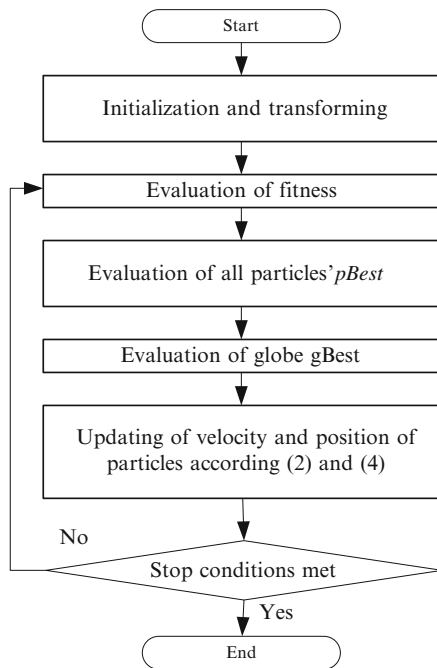 Start
Initialization and transforming
Evaluation of fitness
Evaluation of all particles'pBest
Evaluation of globe gBest
Updating of velocity and position of
particles according (2) and (4)
No
Stop conditions met
Yes
End